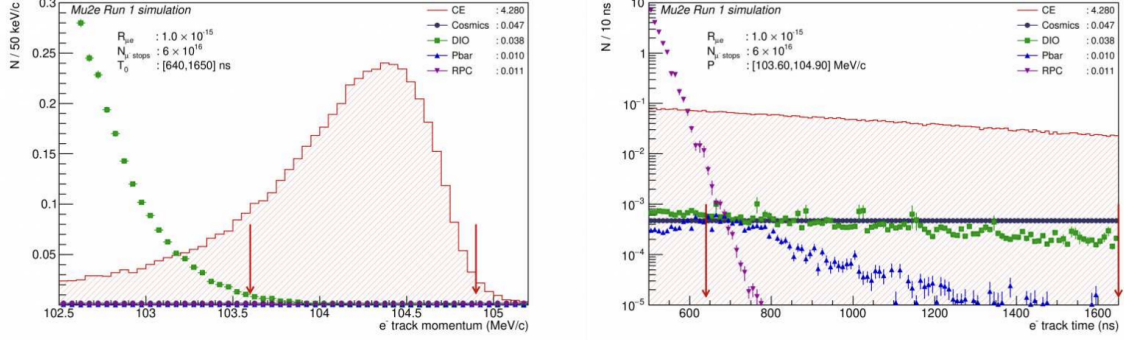 Mu2e Run 1 simulation
R_μe : 1.0 × 10⁻¹⁵
N_μ⁻ stops : 6 × 10¹⁶
T₀ : [640,1650] ns
CE : 4.280
Cosmics : 0.047
DIO : 0.038
Pbar : 0.010
RPC : 0.011
N / 50 keV/c
0.3
0.25
0.2
0.15
0.1
0.05
102.5 103 103.5 104 104.5 105
e⁻ track momentum (MeV/c)
Mu2e Run 1 simulation
R_μe : 1.0 × 10⁻¹⁵
N_μ⁻ stops : 6 × 10¹⁶
P : [103.60,104.90] MeV/c
CE : 4.280
Cosmics : 0.047
DIO : 0.038
Pbar : 0.010
RPC : 0.011
N / 10 ns
10
1
10⁻¹
10⁻²
10⁻³
10⁻⁴
10⁻⁵
600 800 1000 1200 1400 1600
e⁻ track time (ns)